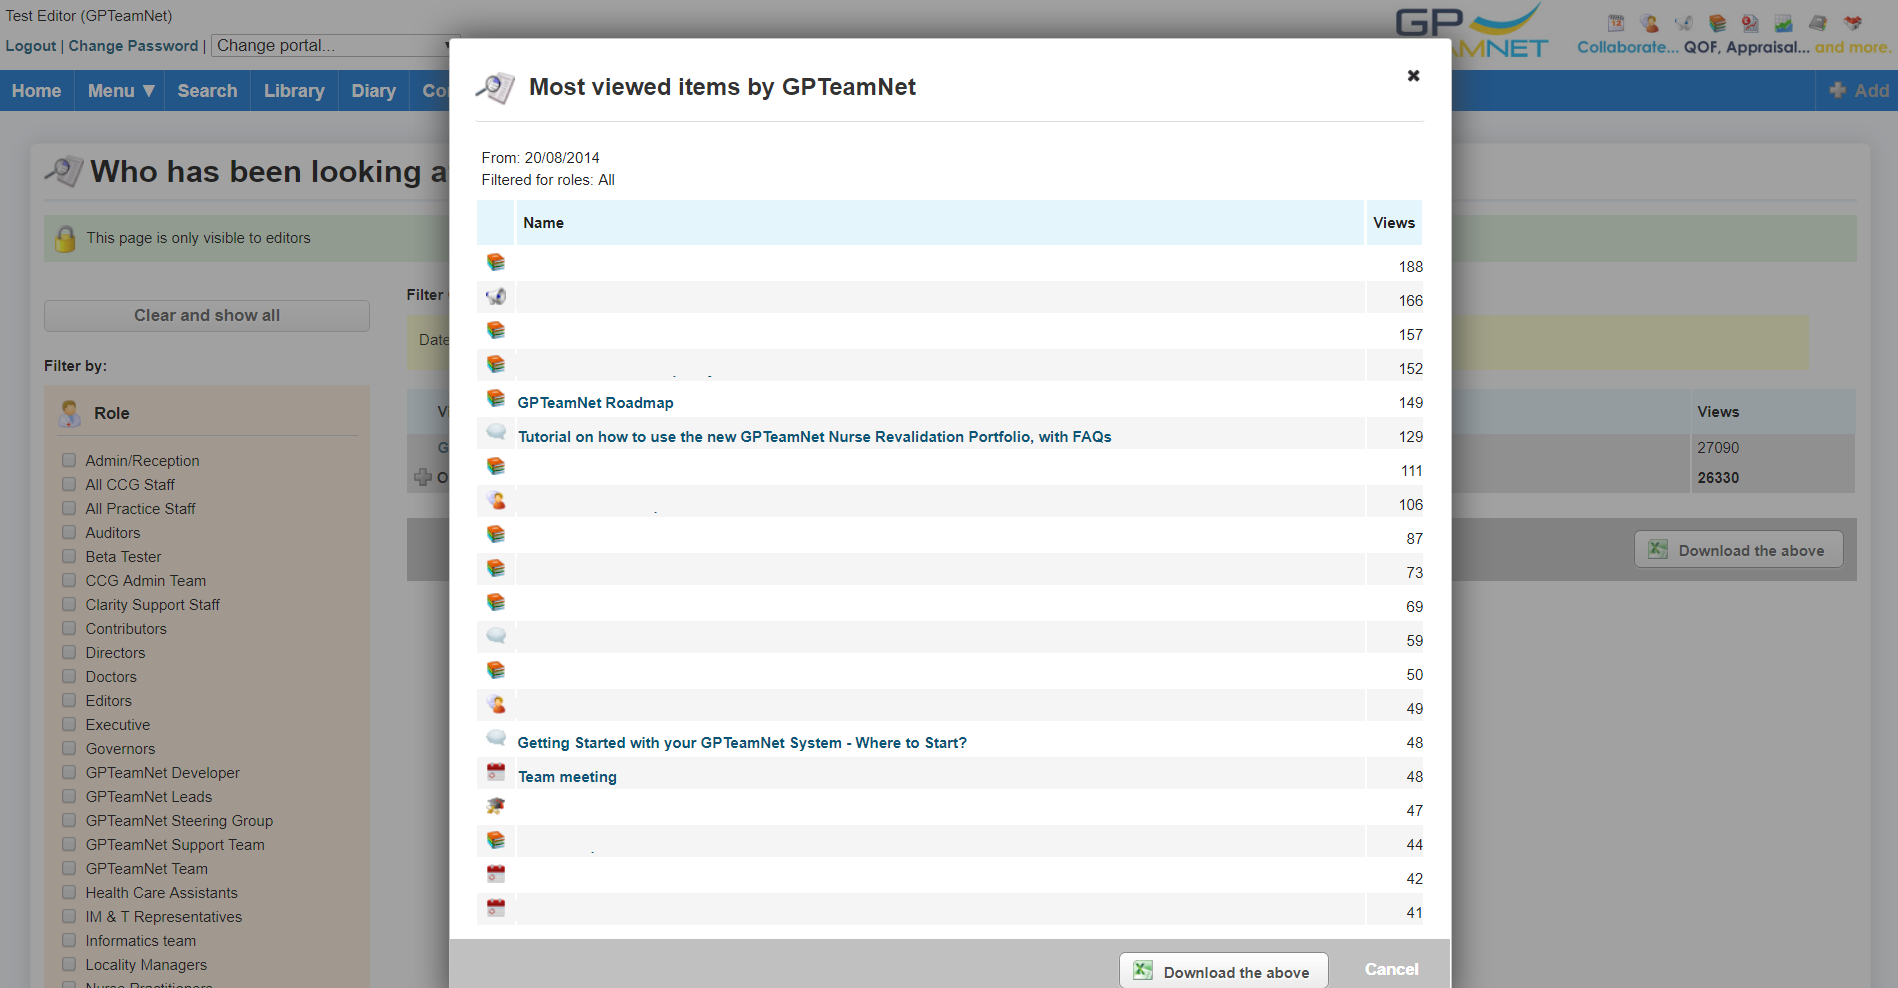 Test Editor (GPTeamNet)
Logout | Change Password | Change portal...
GP
AMNET
Collaborate... QOF, Appraisal... and more.
Home Menu ▼ Search Library Diary
Add
Who has been looking a
This page is only visible to editors
Clear and show all
Filter by:
Role
Admin/Reception
All CCG Staff
All Practice Staff
Auditors
Beta Tester
CCG Admin Team
Clarity Support Staff
Contributors
Directors
Doctors
Editors
Executive
Governors
GPTeamNet Developer
GPTeamNet Leads
GPTeamNet Steering Group
GPTeamNet Support Team
GPTeamNet Team
Health Care Assistants
IM & T Representatives
Informatics team
Locality Managers
Filter
Date
Views
27090
26330
Download the above
Most viewed items by GPTeamNet
From: 20/08/2014
Filtered for roles: All
Name Views
188
166
157
152
GPTeamNet Roadmap 149
Tutorial on how to use the new GPTeamNet Nurse Revalidation Portfolio, with FAQs 129
111
106
87
73
69
59
50
49
Getting Started with your GPTeamNet System - Where to Start? 48
Team meeting 48
47
44
42
41
Download the above Cancel